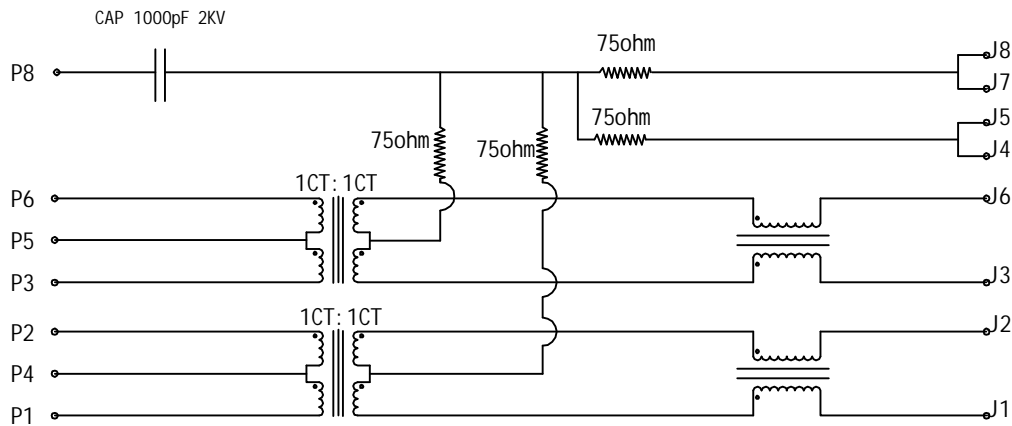 CAP 1000pF 2KV
75ohm
J8
P8
J7
75ohm
J5
75ohm
75ohm
J4
1CT:1CT
P6
J6
P5
P3
J3
1CT:1CT
P2
J2
P4
P1
J1